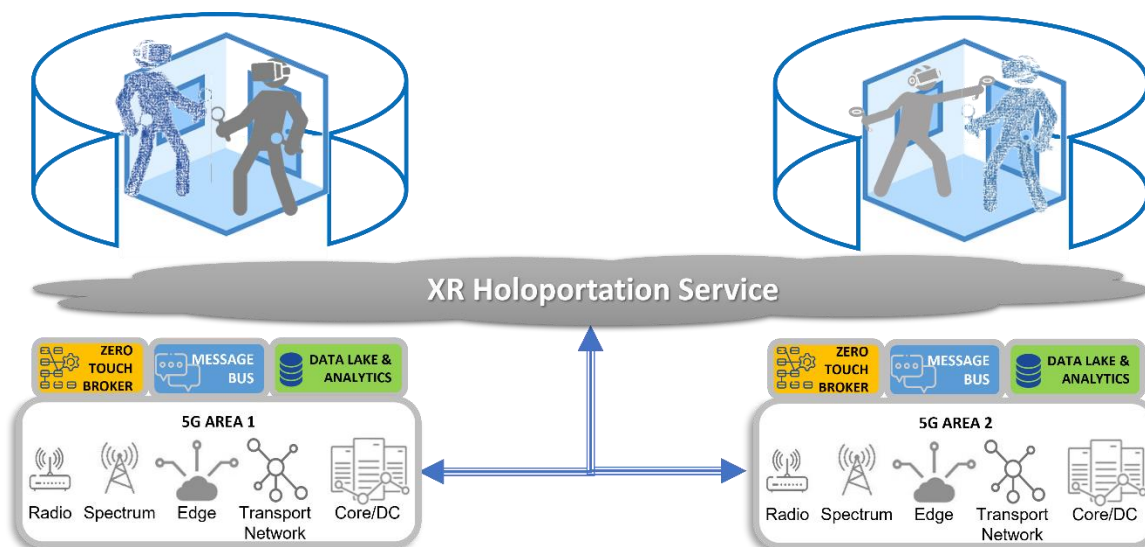 XR Holoportation Service
ZERO
TOUCH
BROKER
MESSAGE
BUS
DATA LAKE &
ANALYTICS
ZERO
TOUCH
BROKER
MESSAGE
BUS
DATA LAKE &
ANALYTICS
5G AREA 1
Radio Spectrum Edge Transport Core/DC
Network
5G AREA 2
Radio Spectrum Edge Transport Core/DC
Network